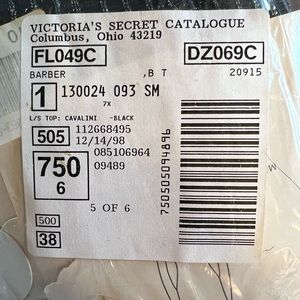 VICTORIA'S SECRET CATALOGUE
Columbus, Ohio 43219
FL049C DZ069C
BARBER ,B T 20915
1 130024 093 SM
7X
L/S TOP: CAVALINI -BLACK
505 112668495
12/14/98
750 085106964
6 09489
5 OF 6
500
38
750505094896